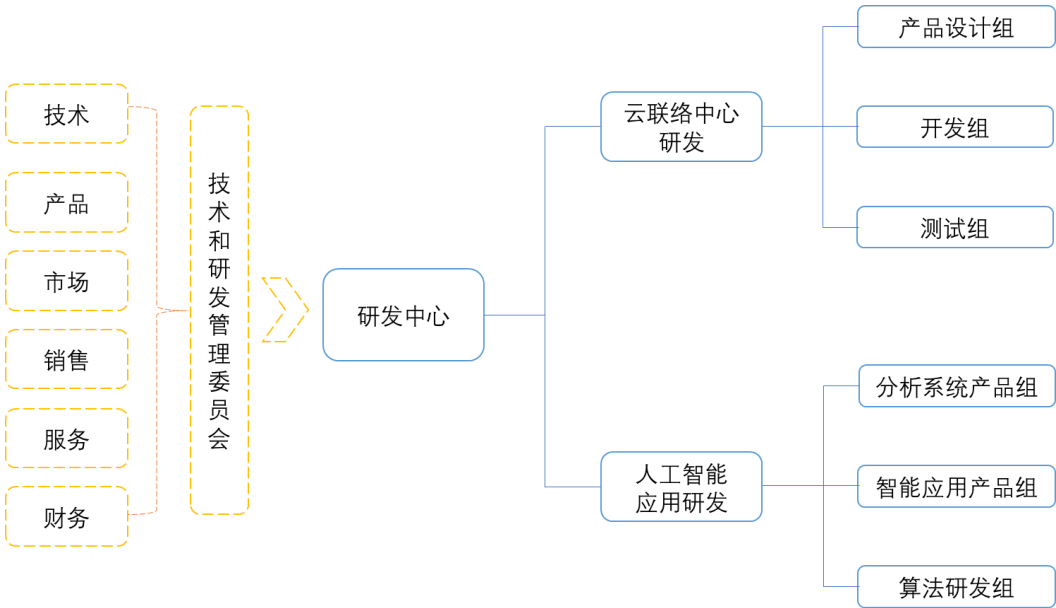 技术
产品
市场
销售
服务
财务
技术和研发管理委员会
研发中心
云联络中心
研发
人工智能
应用研发
产品设计组
开发组
测试组
分析系统产品组
智能应用产品组
算法研发组